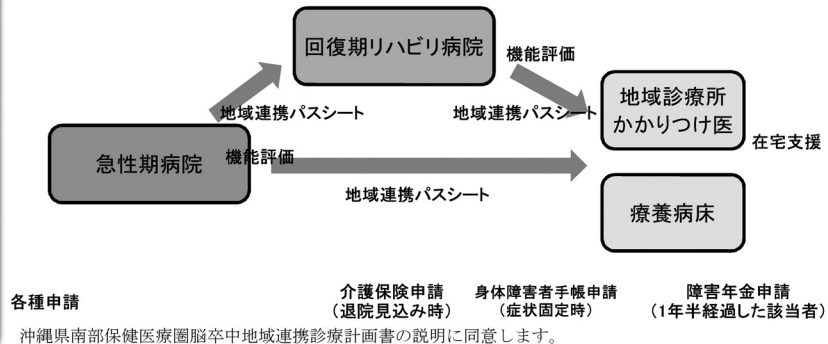 回復期リハビリ病院
機能評価
地域連携パスシート
地域連携パスシート
地域診療所
かかりつけ医
在宅支援
急性期病院
機能評価
地域連携パスシート
療養病床
各種申請
介護保険申請
（退院見込み時）
身体障害者手帳申請
（症状固定時）
障害年金申請
（1年半経過した該当者）
沖縄県南部保健医療圏脳卒中地域連携診療計画書の説明に同意します。